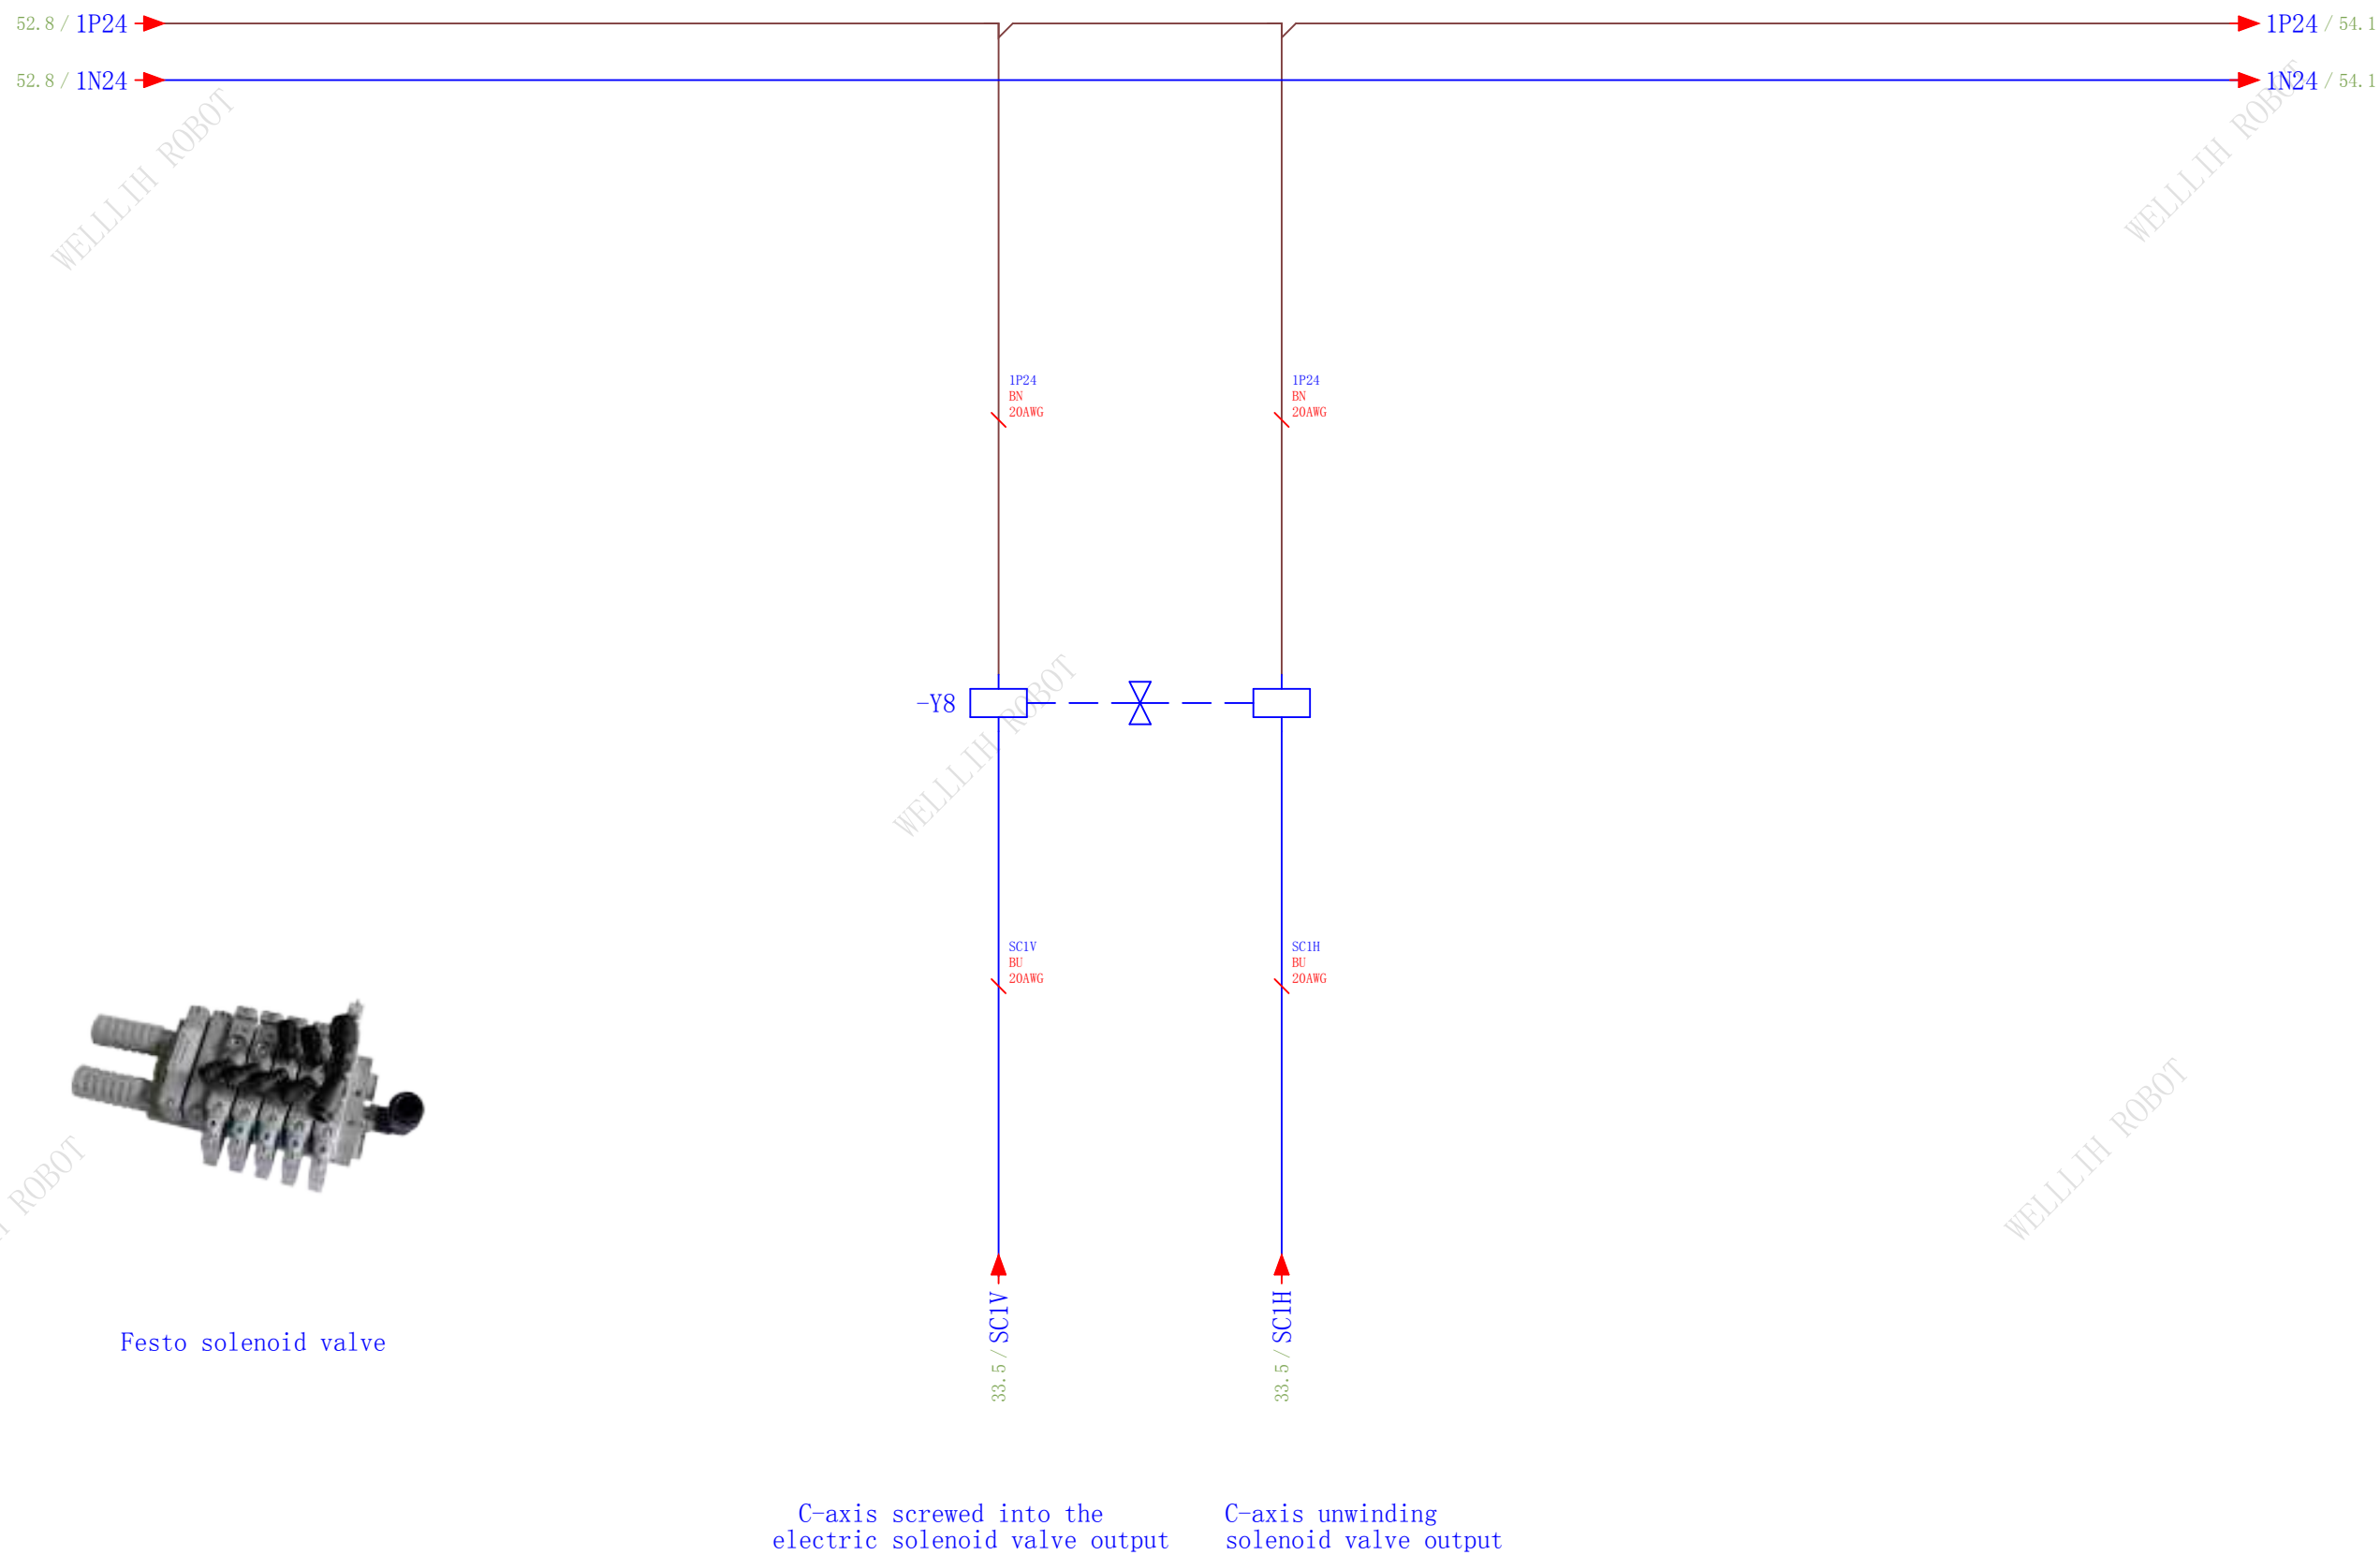 52.8 / 1P24
1P24 / 54.1
52.8 / 1N24
1N24 / 54.1
WELLLIH ROBOT
WELLLIH ROBOT
1P24
BN
20AWG
1P24
BN
20AWG
-Y8
WELLLIH ROBOT
SC1V
BU
20AWG
SC1H
BU
20AWG
WELLLIH ROBOT
H ROBOT
33.5 / SC1V
33.5 / SC1H
Festo solenoid valve
C-axis screwed into the
electric solenoid valve output
C-axis unwinding
solenoid valve output